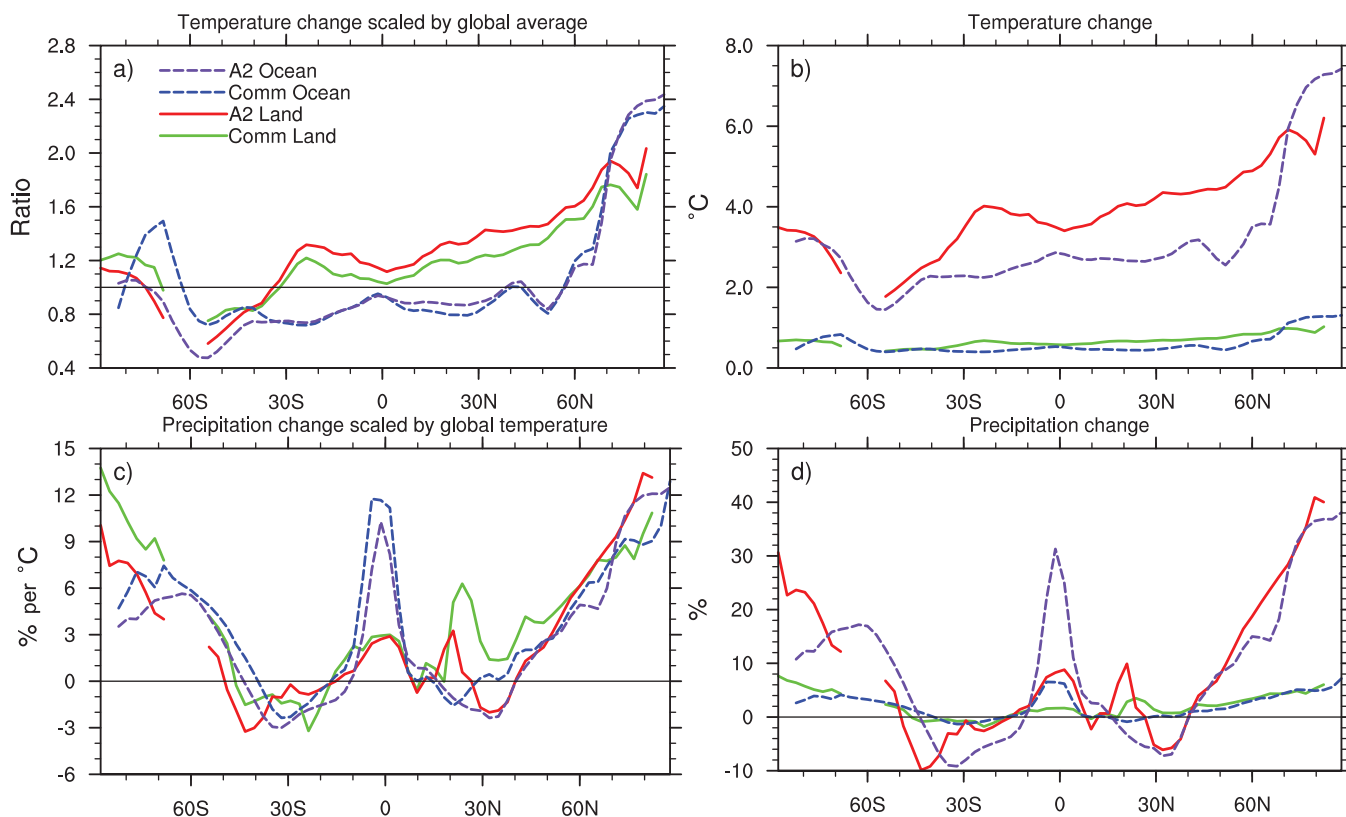 Temperature change scaled by global average
Temperature change
2.8
2.4
2.0
1.6
1.2
0.8
0.4
Ratio
a)
A2 Ocean
Comm Ocean
A2 Land
Comm Land
60S 30S 0 30N 60N
8.0
6.0
4.0
2.0
0.0
°C
b)
60S 30S 0 30N 60N
Precipitation change scaled by global temperature
Precipitation change
15
12
9
6
3
0
-3
-6
% per °C
c)
60S 30S 0 30N 60N
50
40
30
20
10
0
-10
%
d)
60S 30S 0 30N 60N